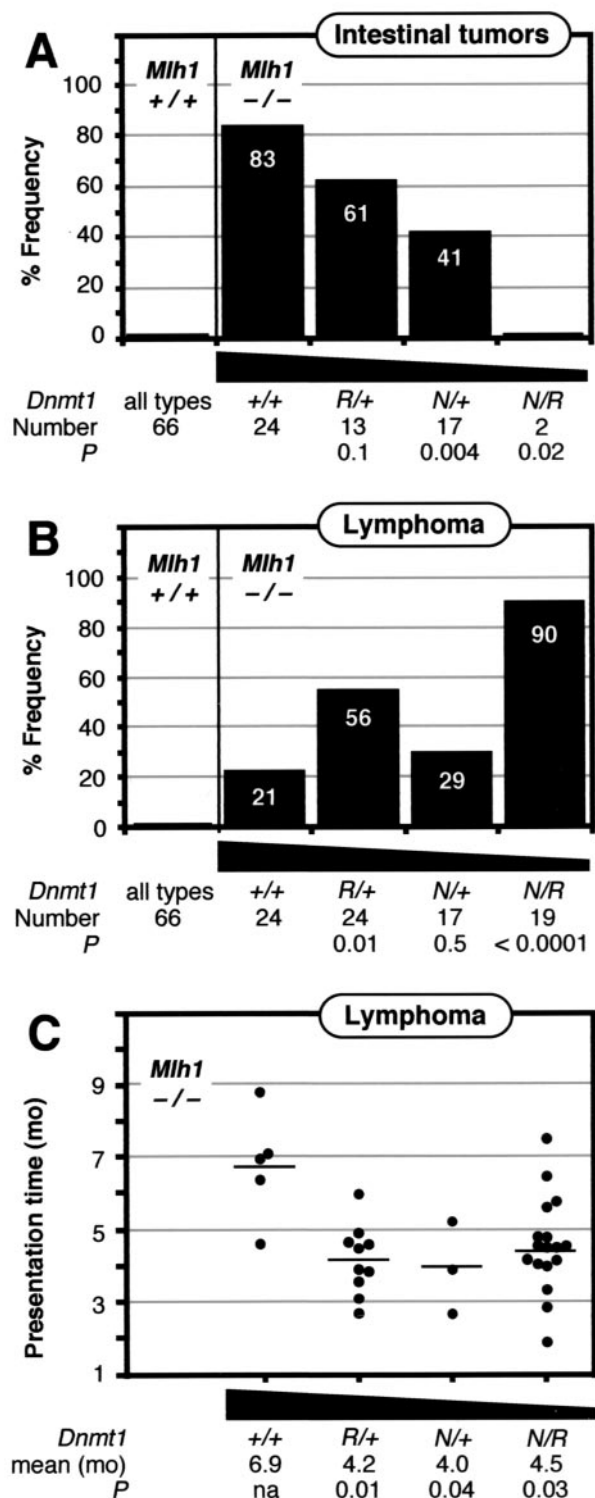 A
Intestinal tumors
Mlh1 Mlh1
+/+ −/−
100
80
60
40
20
0
% Frequency
83
61
41
Dnmt1 all types +/+ R/+ N/+ N/R
Number 66 24 13 17 2
P 0.1 0.004 0.02
B
Lymphoma
Mlh1 Mlh1
+/+ −/−
100
80
60
40
20
0
% Frequency
21
56
29
90
Dnmt1 all types +/+ R/+ N/+ N/R
Number 66 24 24 17 19
P 0.01 0.5 < 0.0001
C
Lymphoma
Mlh1
−/−
9
7
5
3
1
Presentation time (mo)
Dnmt1 +/+ R/+ N/+ N/R
mean (mo) 6.9 4.2 4.0 4.5
P na 0.01 0.04 0.03